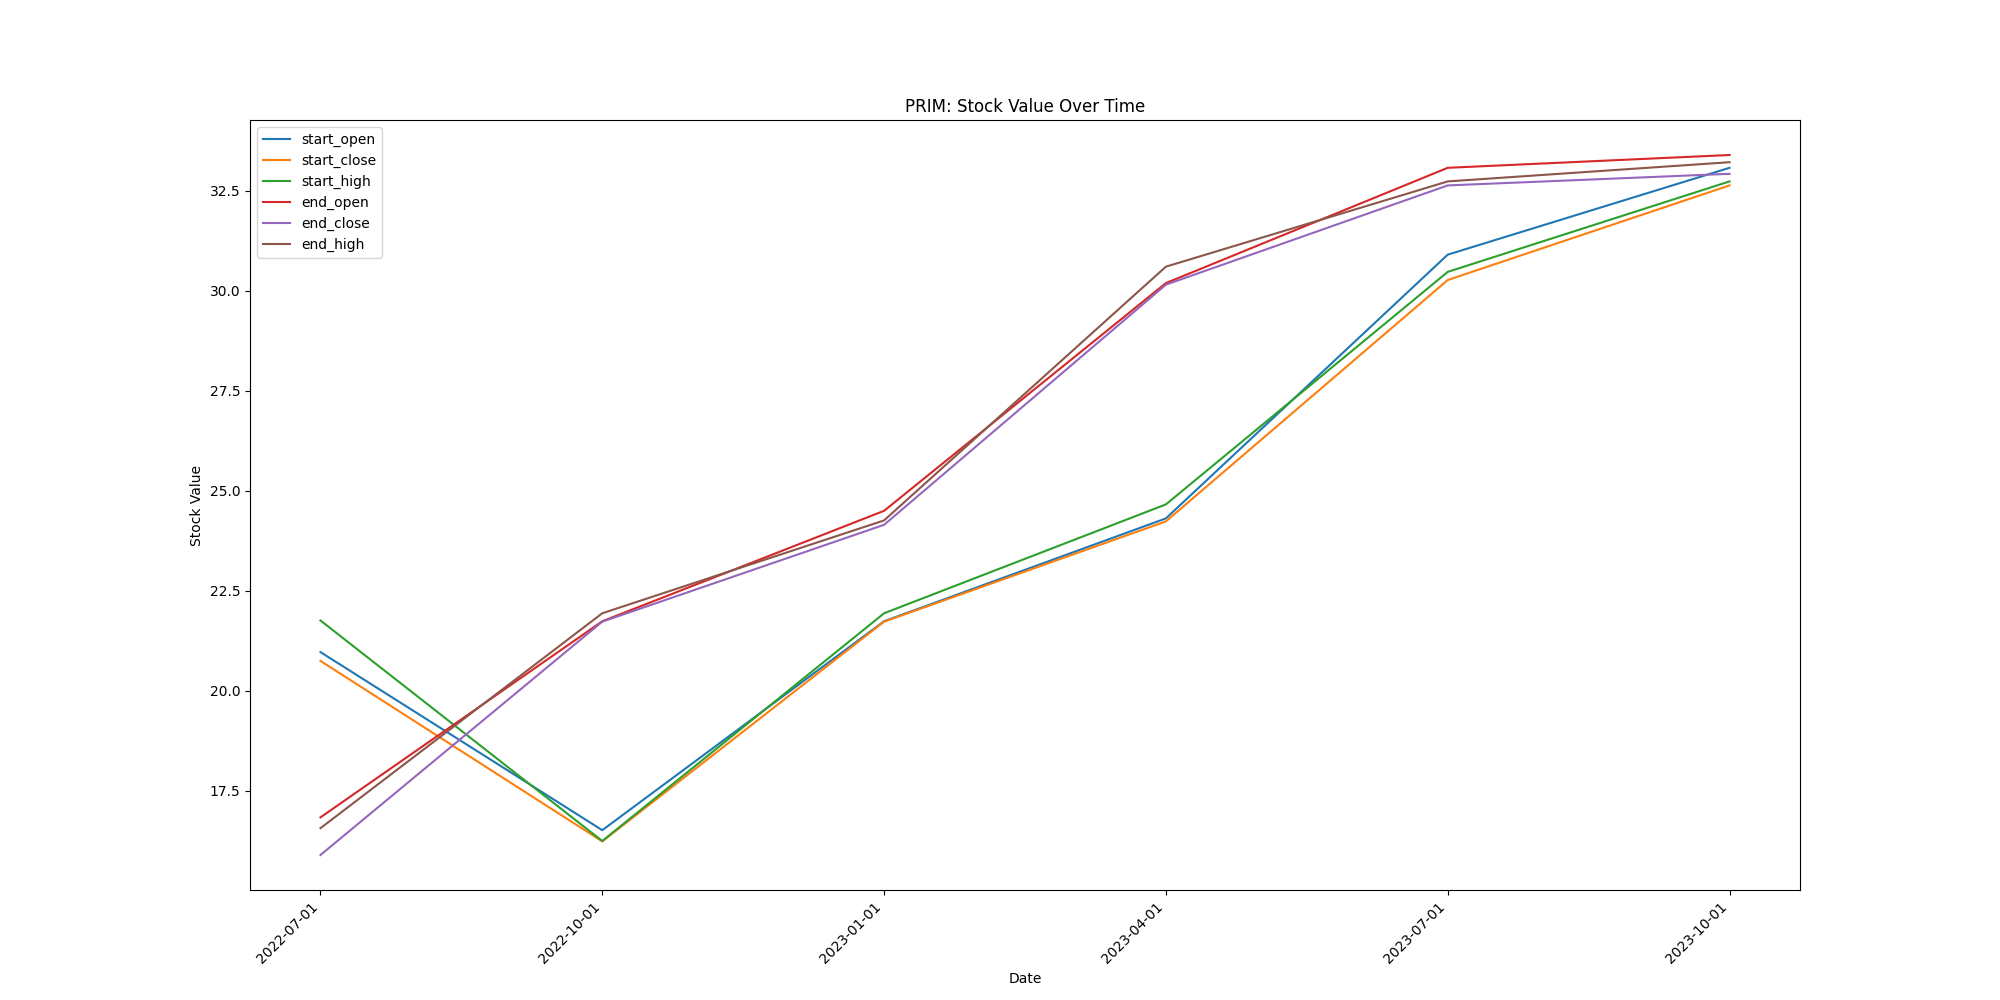 PRIM: Stock Value Over Time
start_open
start_close
start_high
end_open
end_close
end_high
Stock Value
32.5
30.0
27.5
25.0
22.5
20.0
17.5
2022-07-01
2022-10-01
2023-01-01
2023-04-01
2023-07-01
2023-10-01
Date